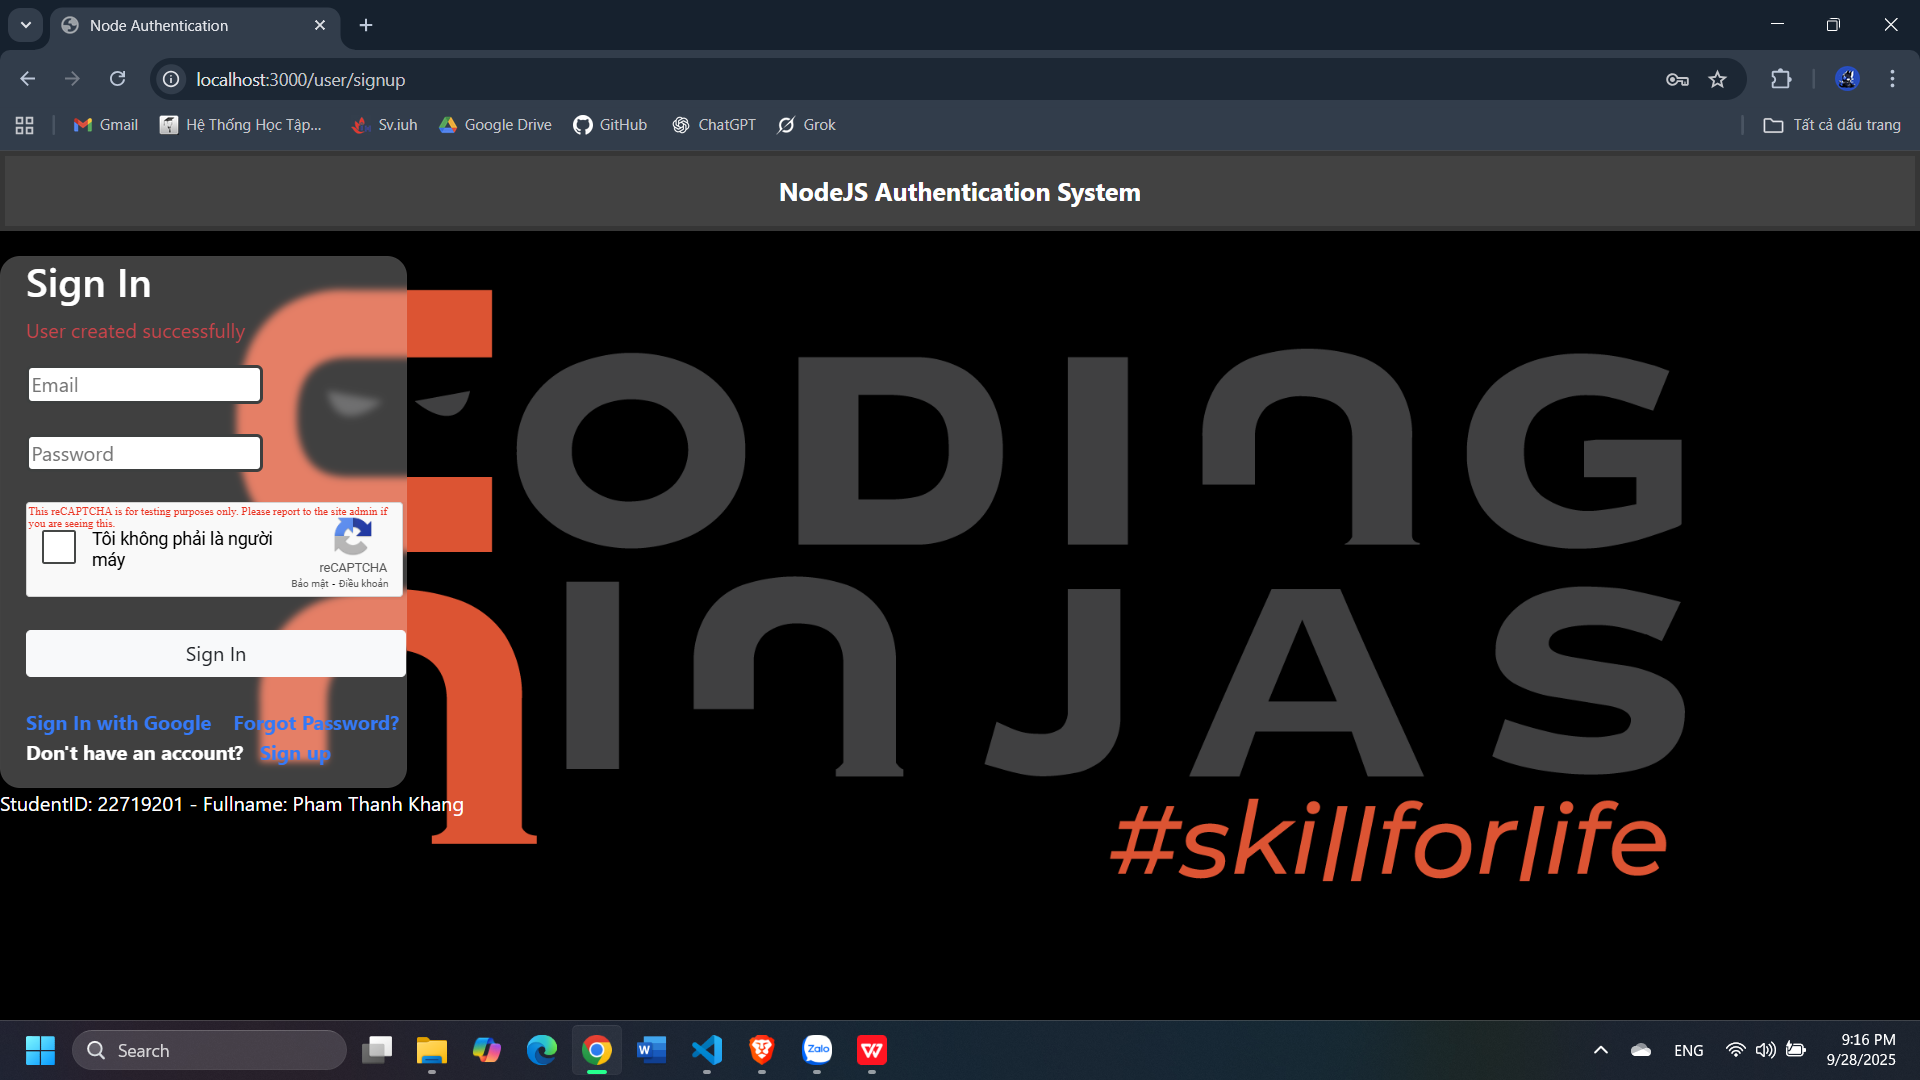 Node Authentication
localhost:3000/user/signup
Gmail
Hệ Thống Học Tập...
Sv.iuh
Google Drive
GitHub
ChatGPT
Grok
Tất cả dấu trang
NodeJS Authentication System
Sign In
User created successfully
Email
Password
This reCAPTCHA is for testing purposes only. Please report to the site admin if
you are seeing this.
Tôi không phải là người
máy
reCAPTCHA
Bảo mật - Điều khoản
Sign In
Sign In with Google Forgot Password?
Don't have an account? Sign up
StudentID: 22719201 - Fullname: Pham Thanh Khang
CODING
NINJAS
#skillforlife
Search
W
Zalo
W
ENG
9:16 PM
9/28/2025